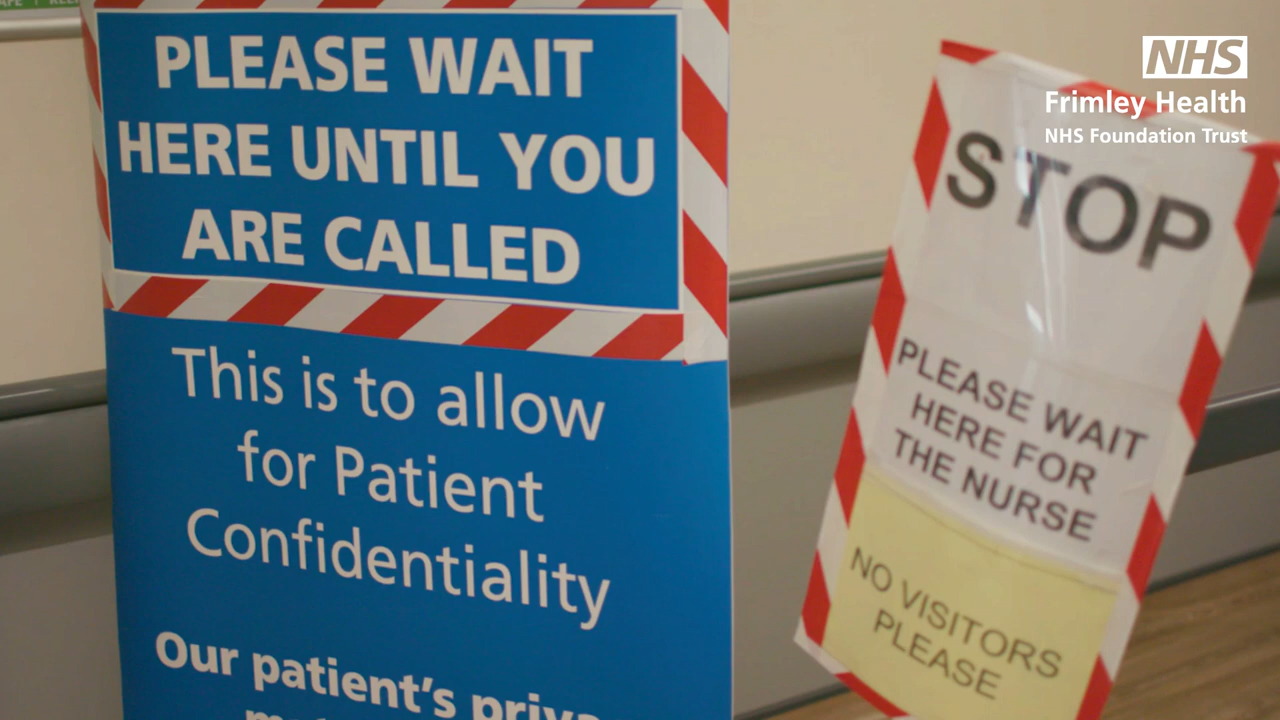 PLEASE WAIT
HERE UNTIL YOU
ARE CALLED
This is to allow
for Patient
Confidentiality
Our patient's
NHS
Frimley Health
NHS Foundation Trust
STOP
PLEASE WAIT
HERE FOR
THE NURSE
NO VISITORS
PLEASE